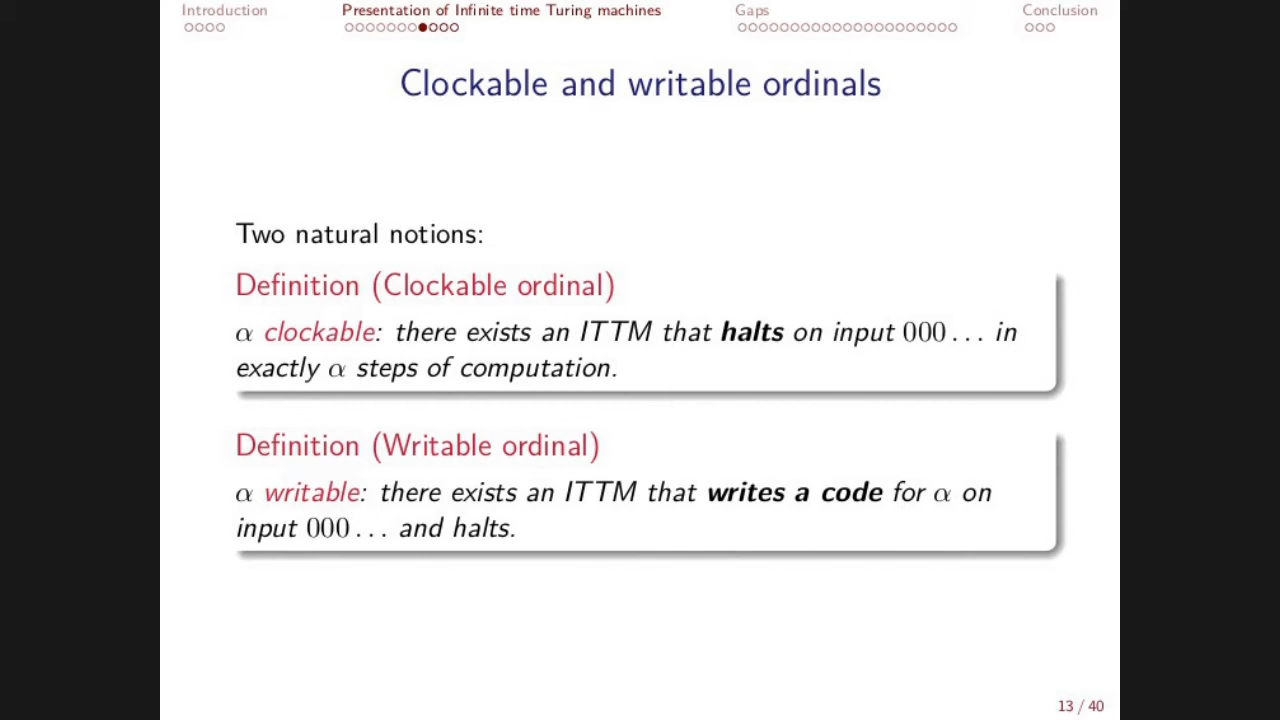 Introduction Presentation of Infinite time Turing machines Gaps Conclusion
Clockable and writable ordinals
Two natural notions:
Definition (Clockable ordinal)
α clockable: there exists an ITTM that halts on input 000... in
exactly α steps of computation.
Definition (Writable ordinal)
α writable: there exists an ITTM that writes a code for α on
input 000... and halts.
13 / 40